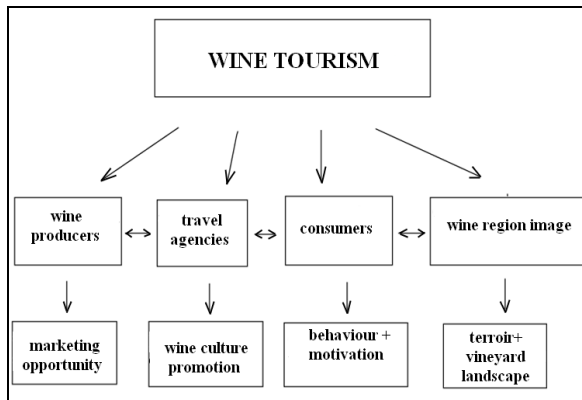 WINE TOURISM
wine
producers
travel
agencies
consumers
wine region image
marketing
opportunity
wine culture
promotion
behaviour +
motivation
terroir+
vineyard
landscape